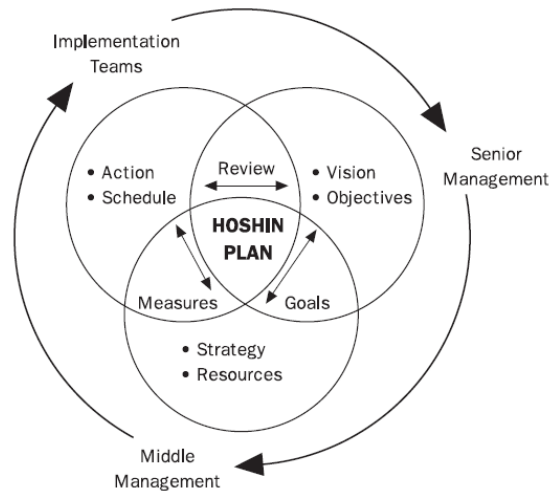 Implementation
Teams
Senior
Management
Review
• Action
• Schedule
• Vision
• Objectives
HOSHIN
PLAN
Measures
Goals
• Strategy
• Resources
Middle
Management